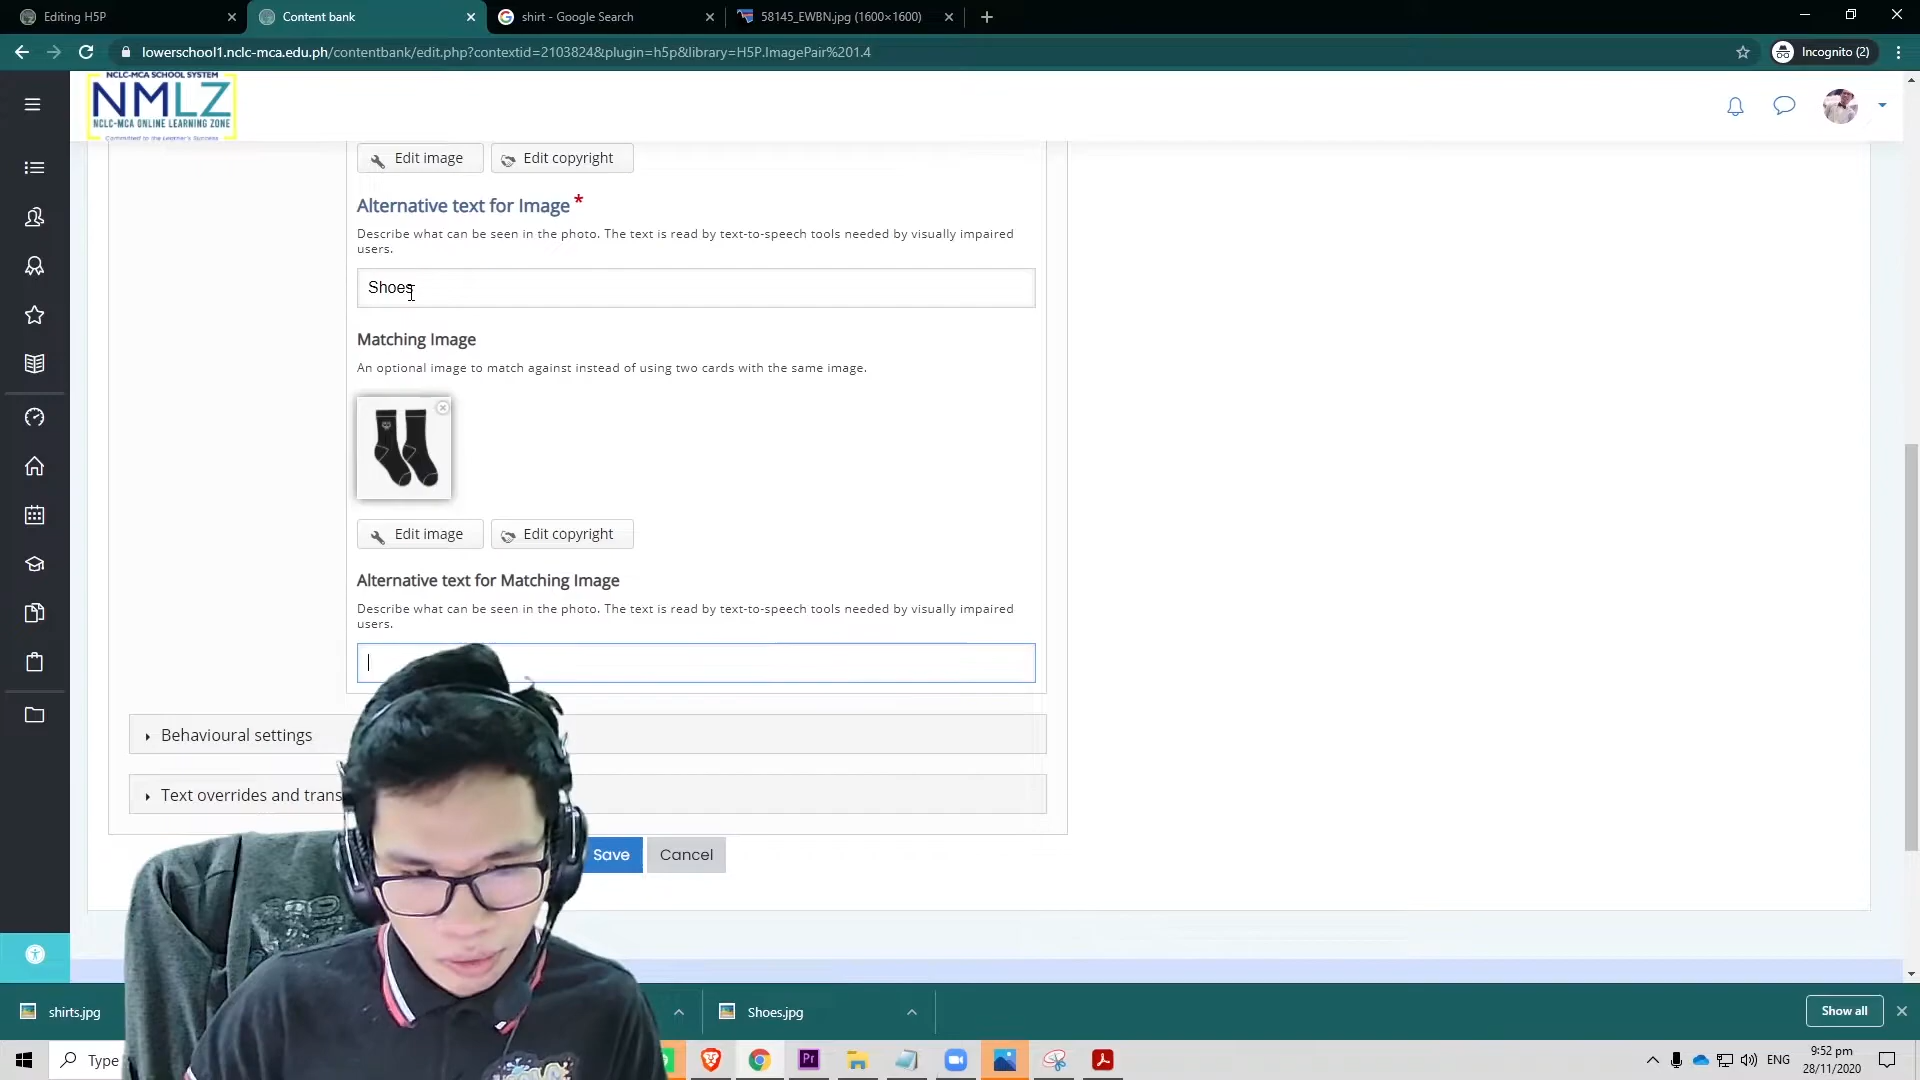 Editing H5P
Content bank
shirt - Google Search
58145_EWBN.jpg (1600×1600)
lowerschool1.nclc-mca.edu.ph/contentbank/edit.php?contextid=2103824&plugin=h5p&library=H5P.ImagePair%201.4
Incognito (2)
NCLC-MCA SCHOOL SYSTEM
NMLZ
NCLC-MCA ONLINE LEARNING ZONE
Committed to the Learner's Success
Edit image
Edit copyright
Alternative text for Image *
Describe what can be seen in the photo. The text is read by text-to-speech tools needed by visually impaired
users.
Shoes
Matching Image
An optional image to match against instead of using two cards with the same image.
Edit image
Edit copyright
Alternative text for Matching Image
Describe what can be seen in the photo. The text is read by text-to-speech tools needed by visually impaired
users.
Behavioural settings
Text overrides and trans
Save
Cancel
shirts.jpg
Shoes.jpg
Show all
Type
Pr
ENG
9:52 pm
28/11/2020